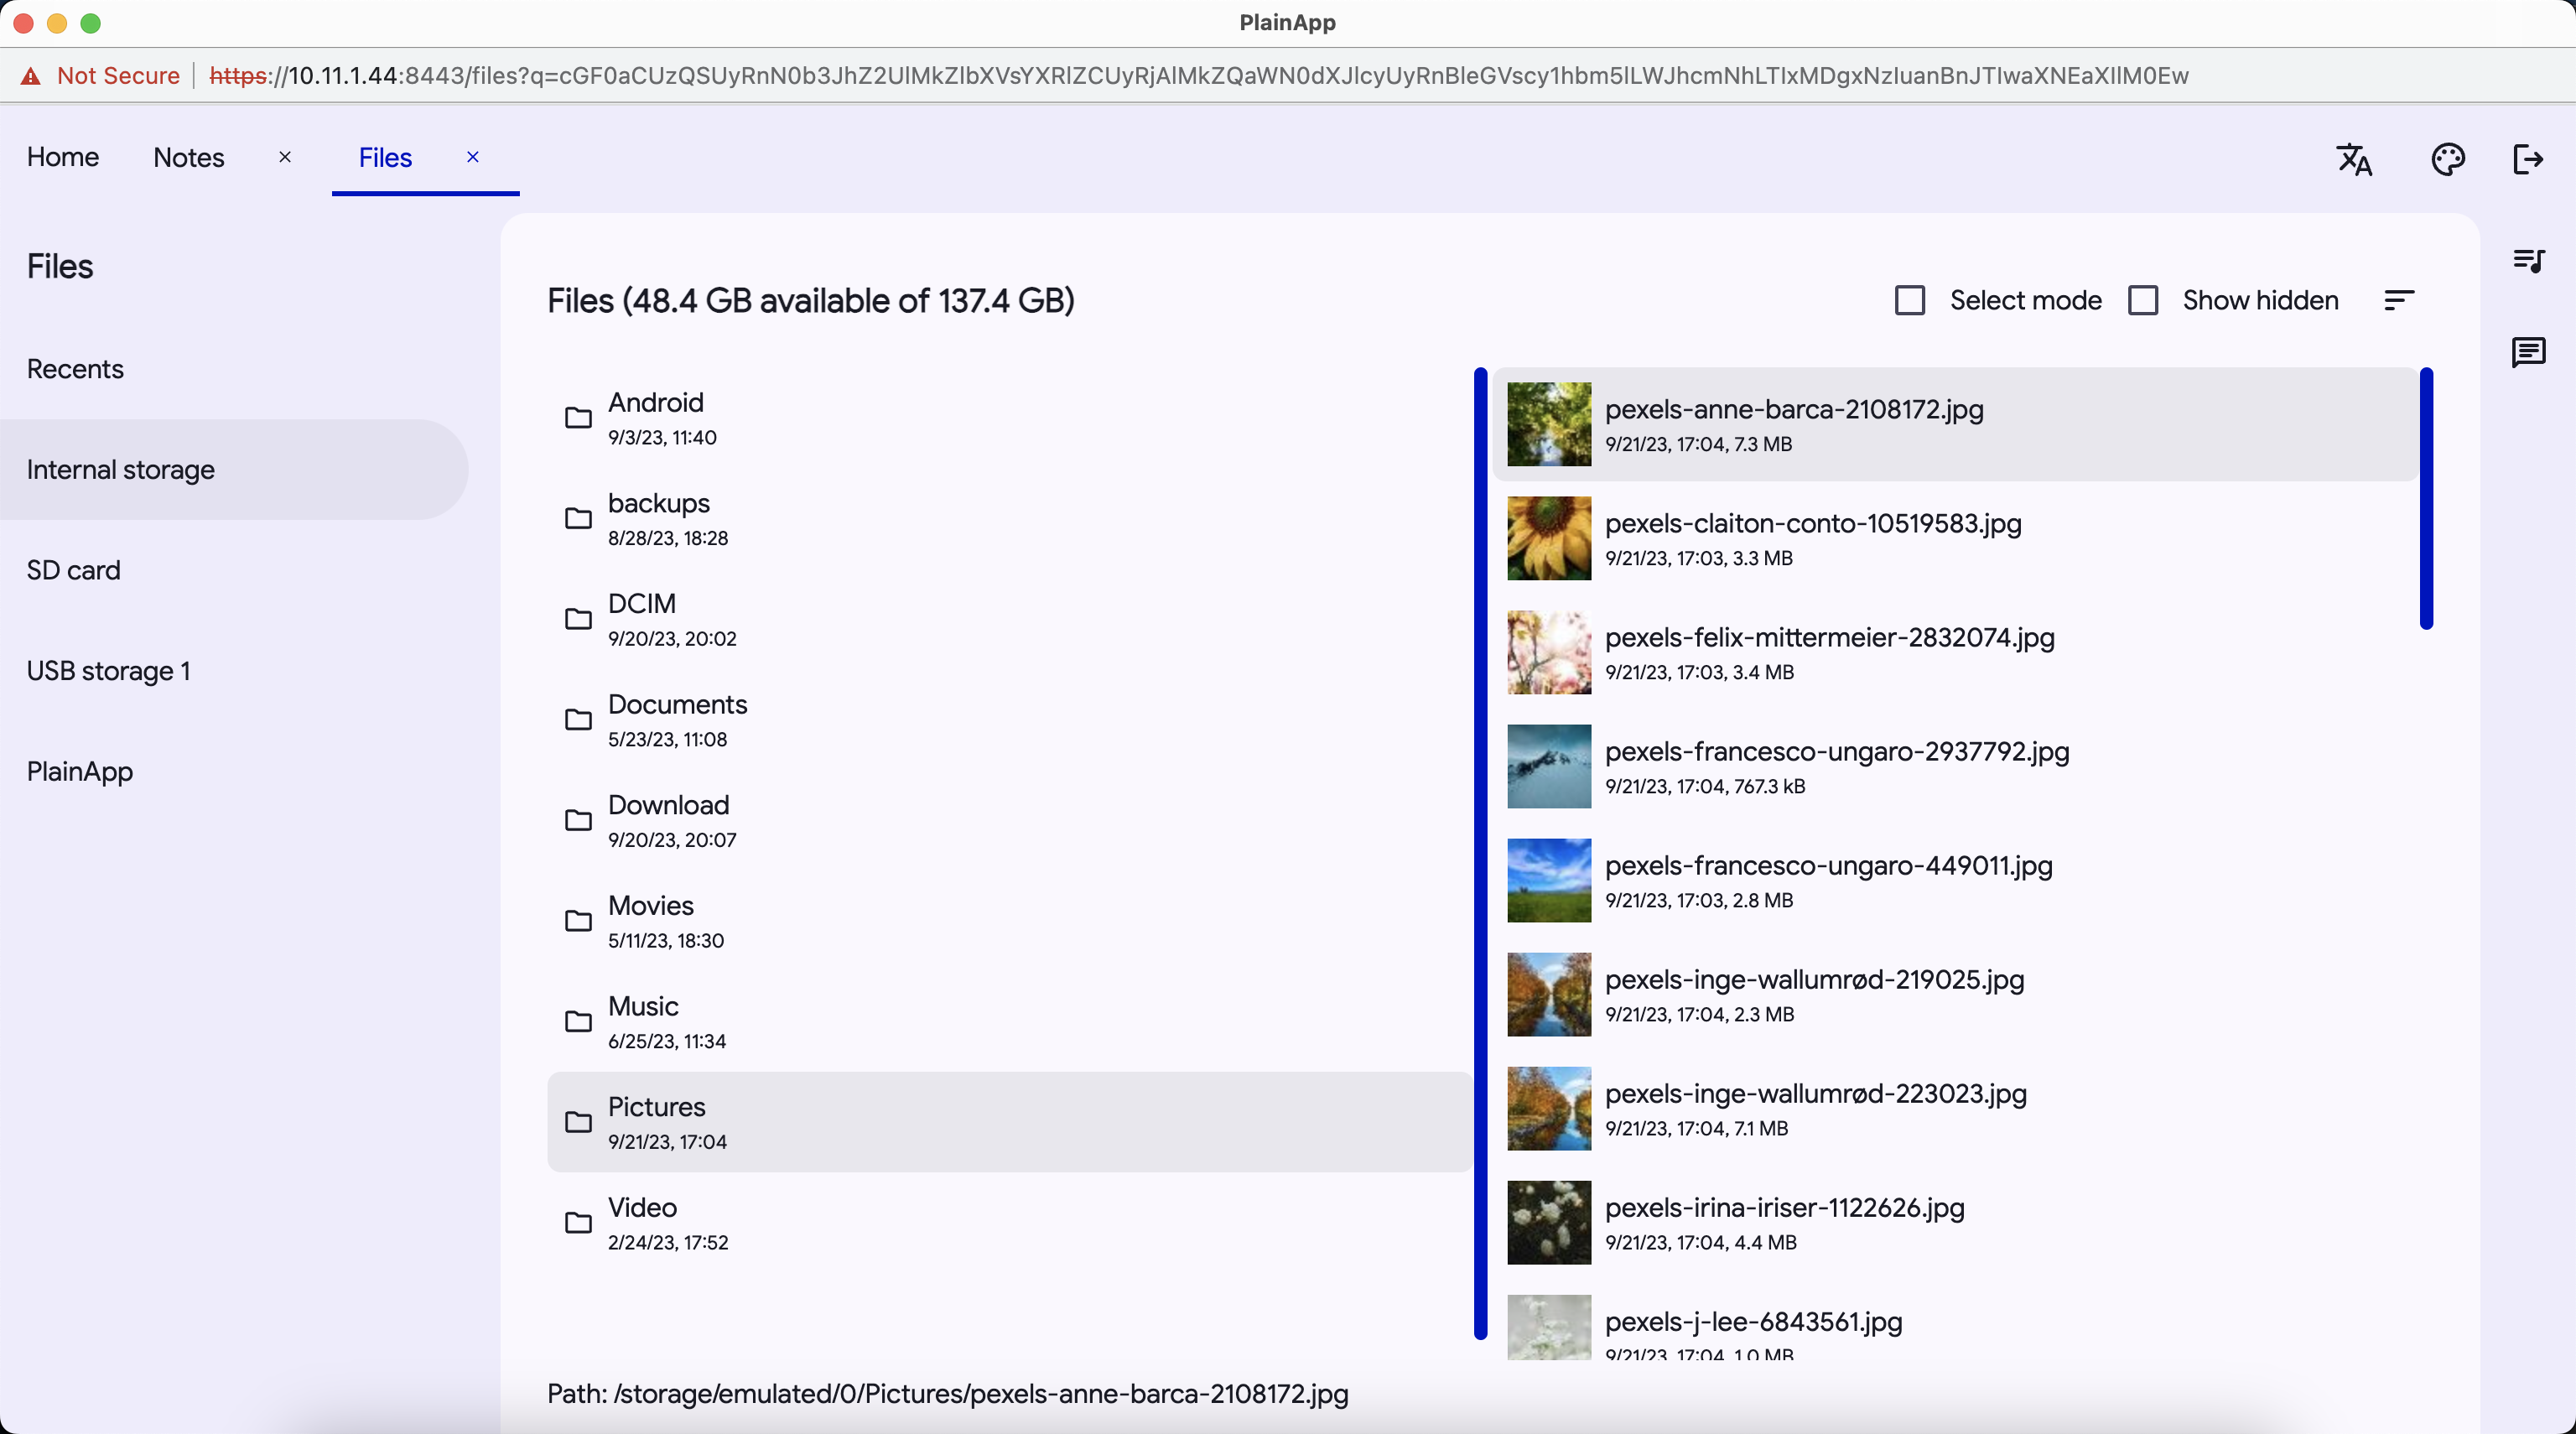 PlainApp
Not Secure https://10.11.1.44:8443/files?q=cGF0aCUzQSUyRnN0b3JhZ2UlMkZlbXVsYXRlZCUyRjAlMkZQaWN0dXJlcyUyRnBleGVscy1hbm5lLWJhcmNhLTIxMDgxNzIuanBnJTIwaXNEaXIlM0Ew
Home Notes × Files ×
Files
Recents
Internal storage
SD card
USB storage 1
PlainApp
Files (48.4 GB available of 137.4 GB)
Select mode Show hidden
Android
9/3/23, 11:40
backups
8/28/23, 18:28
DCIM
9/20/23, 20:02
Documents
5/23/23, 11:08
Download
9/20/23, 20:07
Movies
5/11/23, 18:30
Music
6/25/23, 11:34
Pictures
9/21/23, 17:04
Video
2/24/23, 17:52
pexels-anne-barca-2108172.jpg
9/21/23, 17:04, 7.3 MB
pexels-claiton-conto-10519583.jpg
9/21/23, 17:03, 3.3 MB
pexels-felix-mittermeier-2832074.jpg
9/21/23, 17:03, 3.4 MB
pexels-francesco-ungaro-2937792.jpg
9/21/23, 17:04, 767.3 kB
pexels-francesco-ungaro-449011.jpg
9/21/23, 17:03, 2.8 MB
pexels-inge-wallumrød-219025.jpg
9/21/23, 17:04, 2.3 MB
pexels-inge-wallumrød-223023.jpg
9/21/23, 17:04, 7.1 MB
pexels-irina-iriser-1122626.jpg
9/21/23, 17:04, 4.4 MB
pexels-j-lee-6843561.jpg
9/21/23, 17:04, 1.0 MB
Path: /storage/emulated/0/Pictures/pexels-anne-barca-2108172.jpg